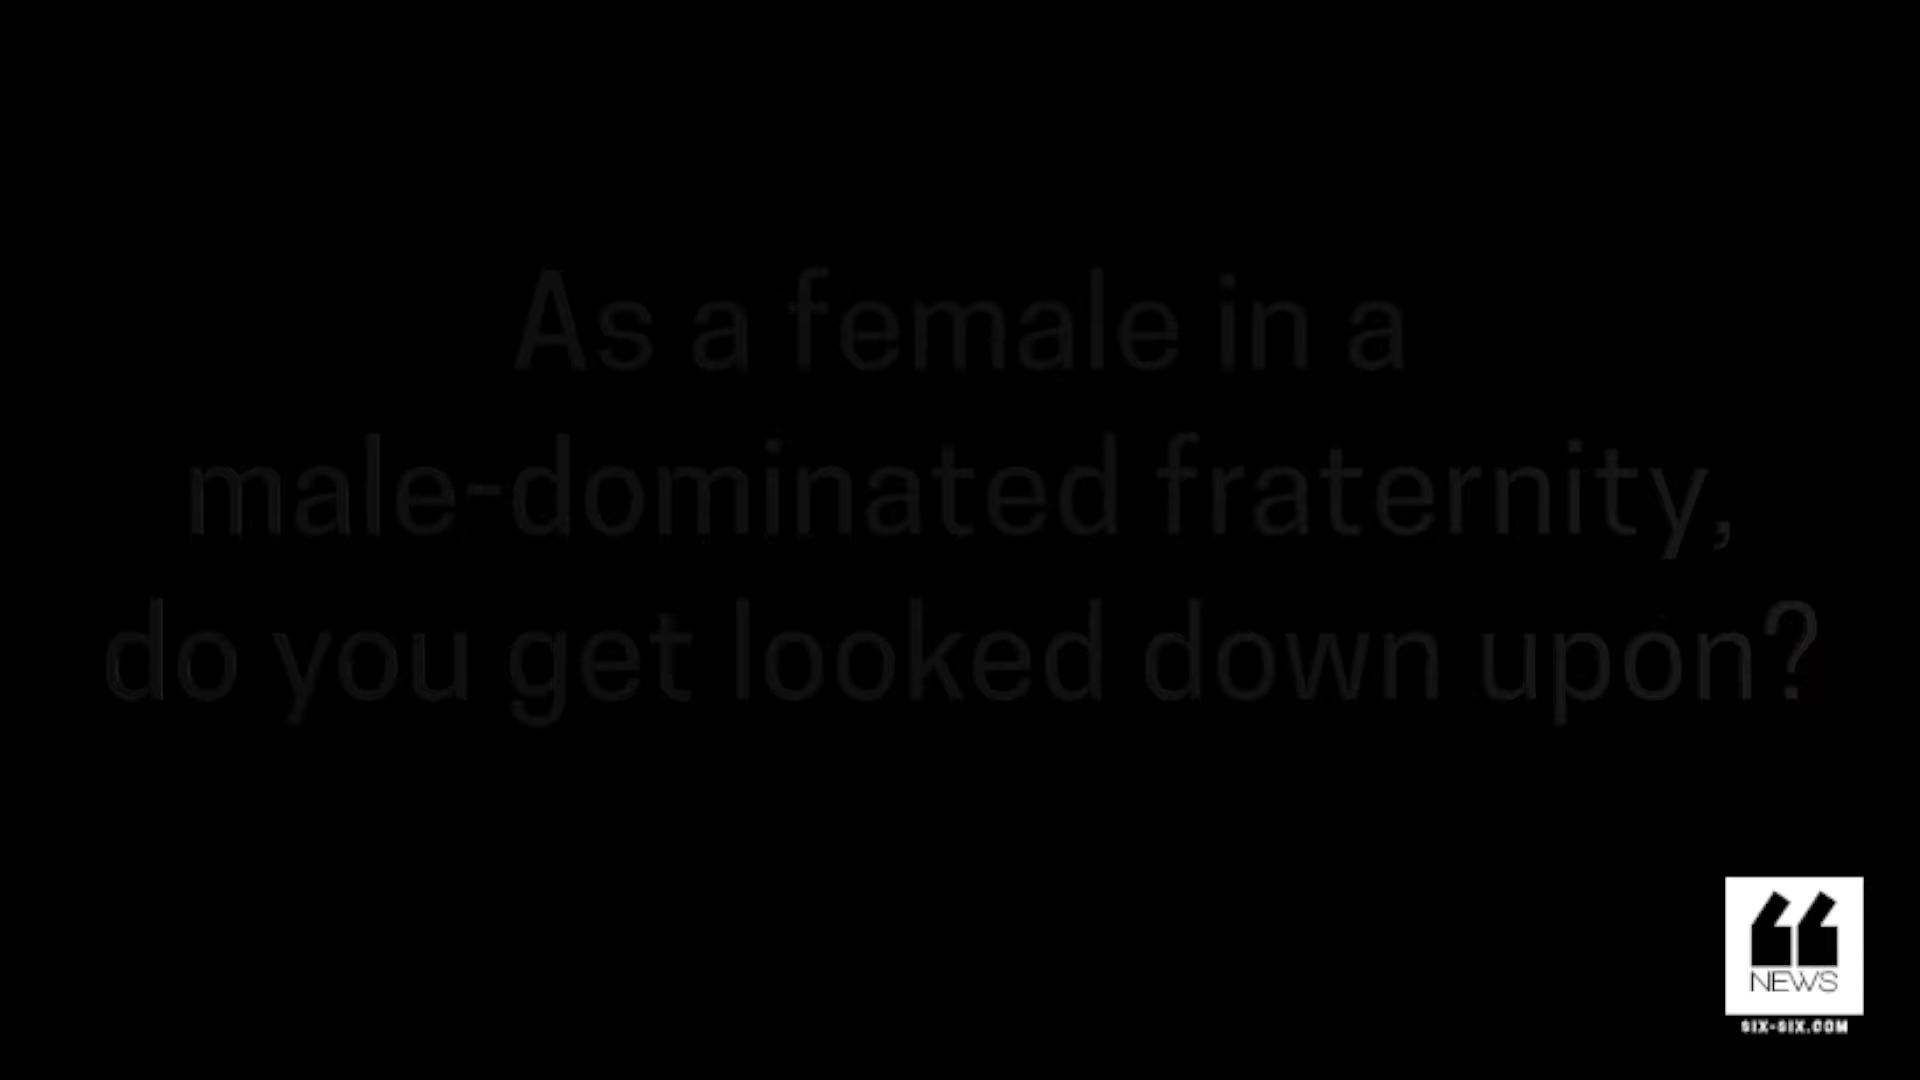 As a female in a
male-dominated fraternity,
do you get looked down upon?
NEWS
SIX-SIX.COM